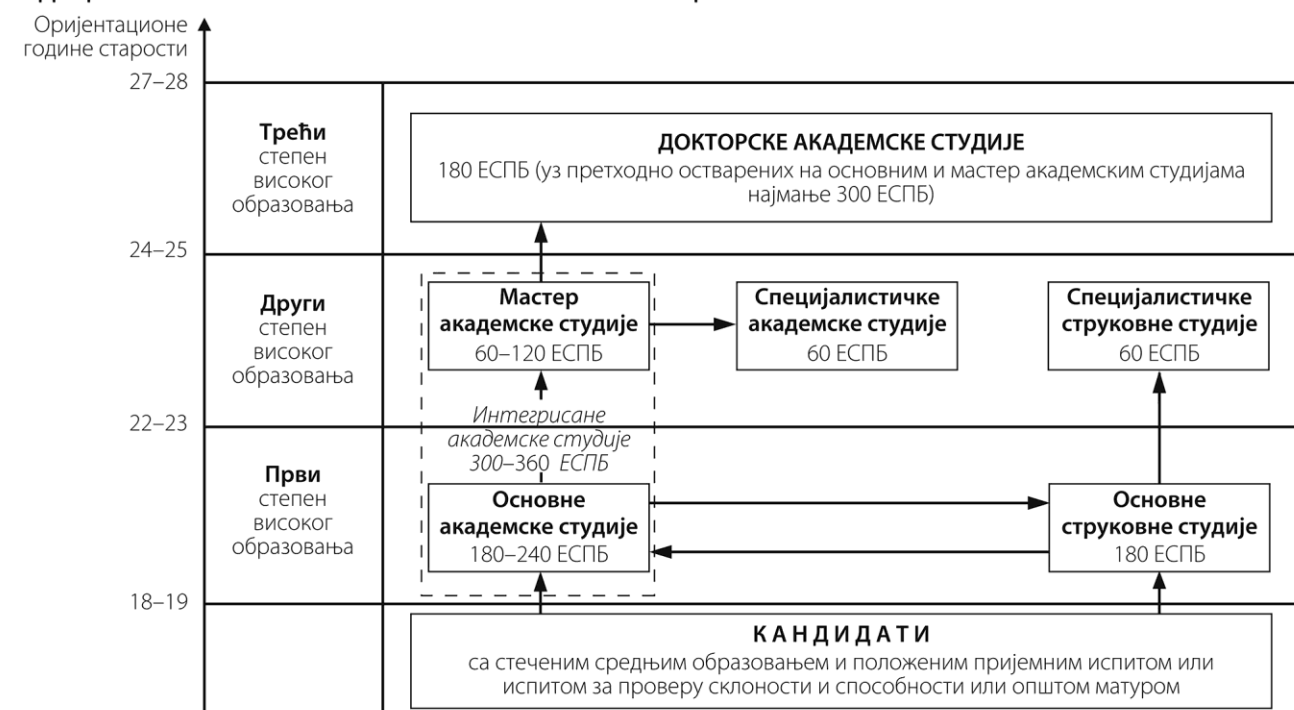 Оријентационе
године старости
27–28
Трећи
степен
високог
образовања
ДОКТОРСКЕ АКАДЕМСКЕ СТУДИЈЕ
180 ЕСПБ (уз претходно остварених на основним и мастер академским студијама
најмање 300 ЕСПБ)
24–25
Други
степен
високог
образовања
Мастер
академске студије
60–120 ЕСПБ
Специјалистичке
академске студије
60 ЕСПБ
Специјалистичке
струковне студије
60 ЕСПБ
22–23
Интегрисане
академске студије
300–360 ЕСПБ
Први
степен
високог
образовања
Основне
академске студије
180–240 ЕСПБ
Основне
струковне студије
180 ЕСПБ
18–19
КАНДИДАТИ
са стеченим средњим образовањем и положеним пријемним испитом или
испитом за проверу склоности и способности или општом матуром